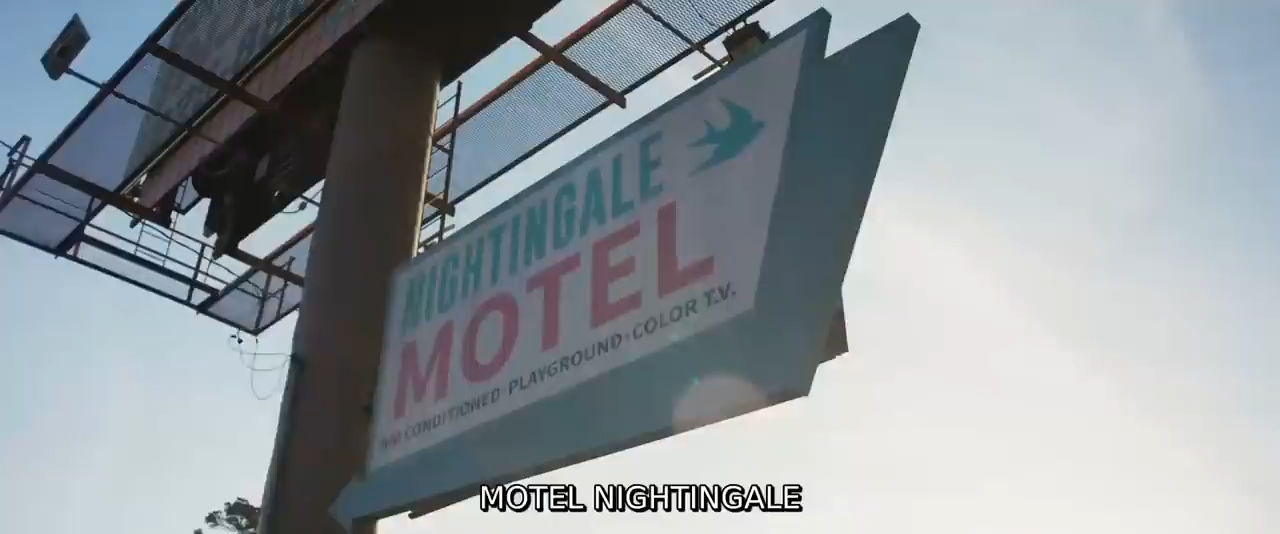 NIGHTINGALE
MOTEL
AIR CONDITIONED · PLAYGROUND · COLOR T.V.
MOTEL NIGHTINGALE